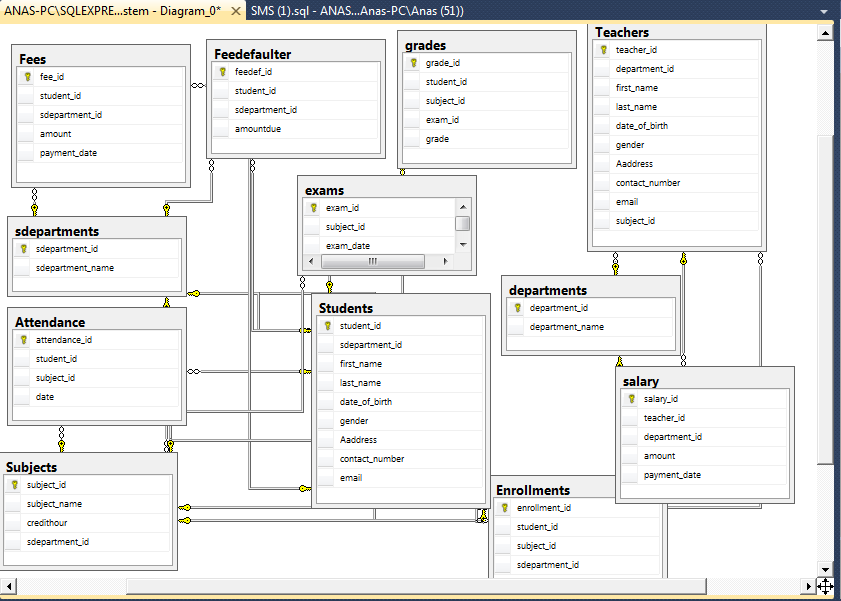 ANAS-PC\SQLEXPRE...stem - Diagram_0*
SMS (1).sql - ANAS...Anas-PC\Anas (51))
Fees
fee_id
student_id
sdepartment_id
amount
payment_date
Feedefaulter
feedef_id
student_id
sdepartment_id
amountdue
grades
grade_id
student_id
subject_id
exam_id
grade
Teachers
teacher_id
department_id
first_name
last_name
date_of_birth
gender
Aaddress
contact_number
email
subject_id
exams
exam_id
subject_id
exam_date
sdepartments
sdepartment_id
sdepartment_name
Attendance
attendance_id
student_id
subject_id
date
Students
student_id
sdepartment_id
first_name
last_name
date_of_birth
gender
Aaddress
contact_number
email
departments
department_id
department_name
salary
salary_id
teacher_id
department_id
amount
payment_date
Subjects
subject_id
subject_name
credithour
sdepartment_id
Enrollments
enrollment_id
student_id
subject_id
sdepartment_id